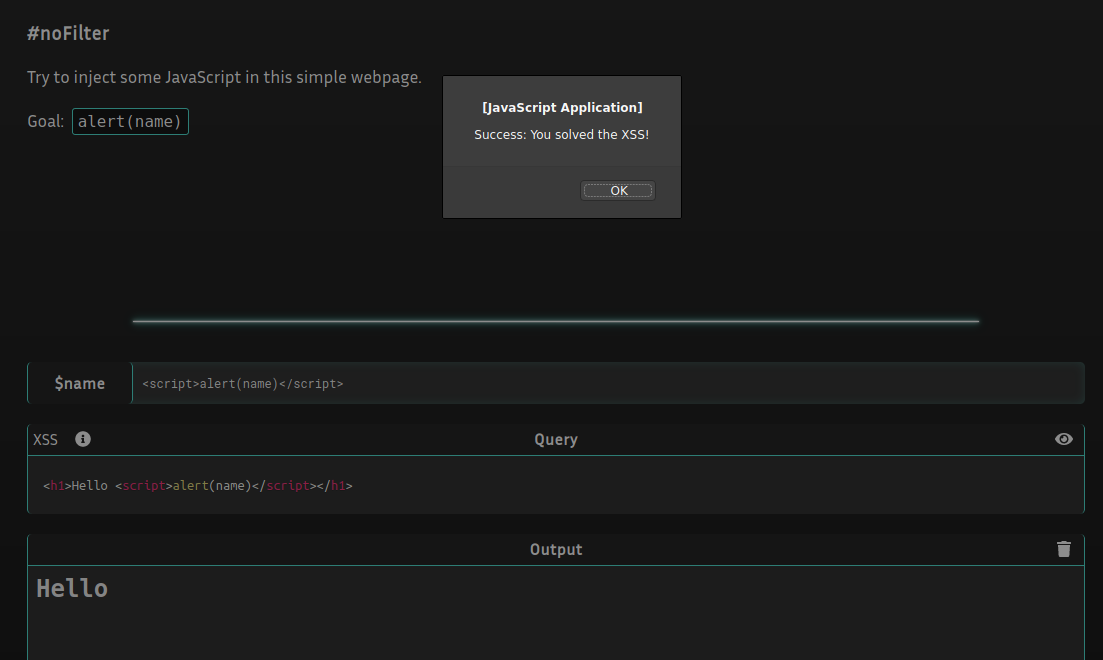 #noFilter
Try to inject some JavaScript in this simple webpage.
Goal: alert(name)
[JavaScript Application]
Success: You solved the XSS!
OK
$name <script>alert(name)</script>
XSS Query
<h1>Hello <script>alert(name)</script></h1>
Output
Hello